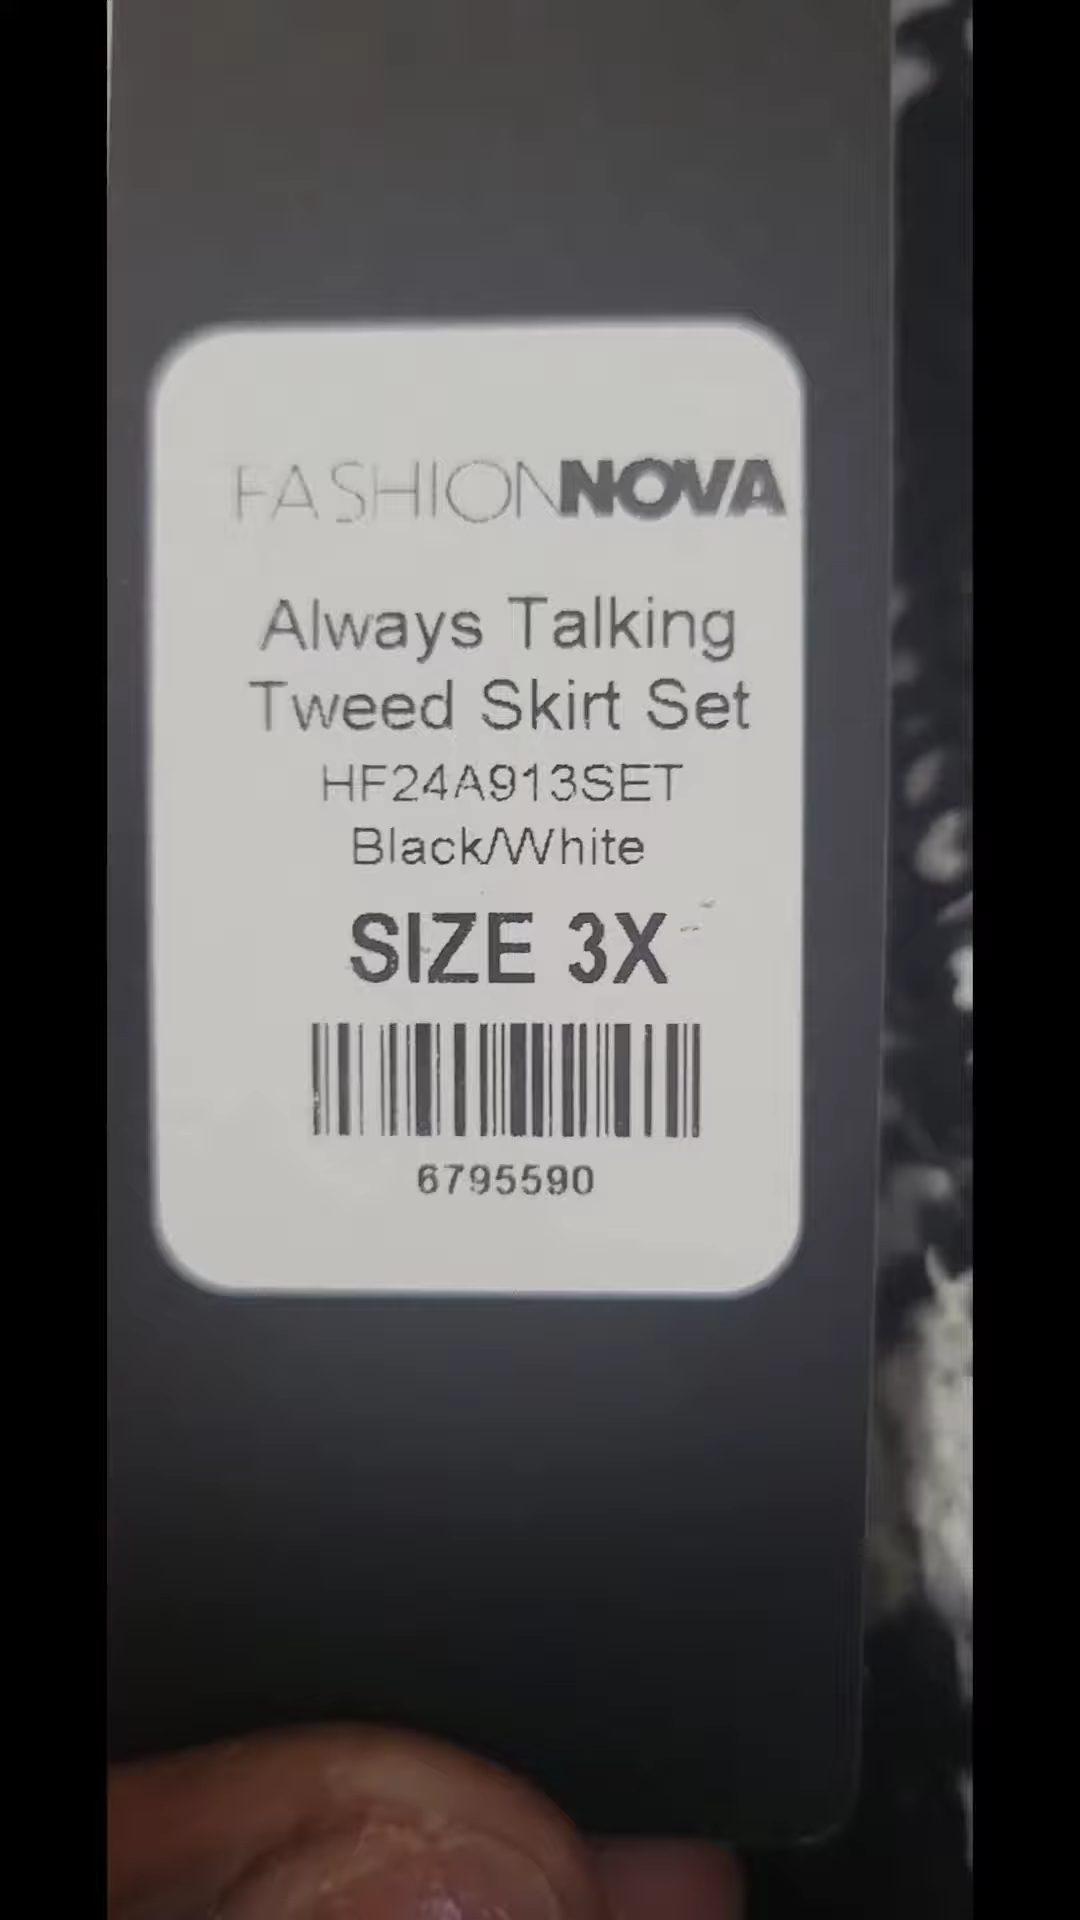 FASHIONNOVA
Always Talking
Tweed Skirt Set
HF24A913SET
Black/White
SIZE 3X
6795590